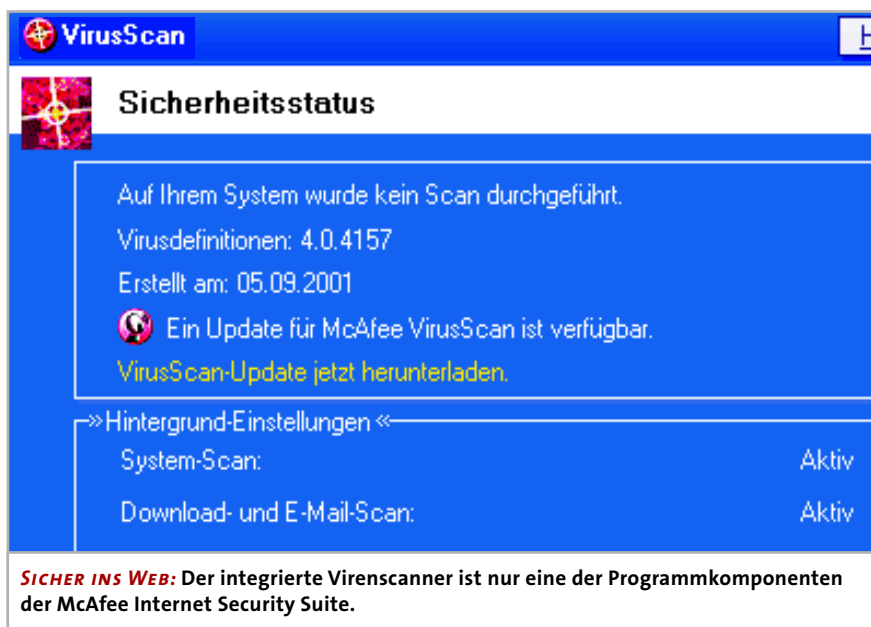 VirusScan
H
Sicherheitsstatus
Auf Ihrem System wurde kein Scan durchgeführt.
Virusdefinitionen: 4.0.4157
Erstellt am: 05.09.2001
Ein Update für McAfee VirusScan ist verfügbar.
VirusScan-Update jetzt herunterladen.
»Hintergrund-Einstellungen«
System-Scan: Aktiv
Download- und E-Mail-Scan: Aktiv
SICHER INS WEB: Der integrierte Virenscanner ist nur eine der Programmkomponenten
der McAfee Internet Security Suite.